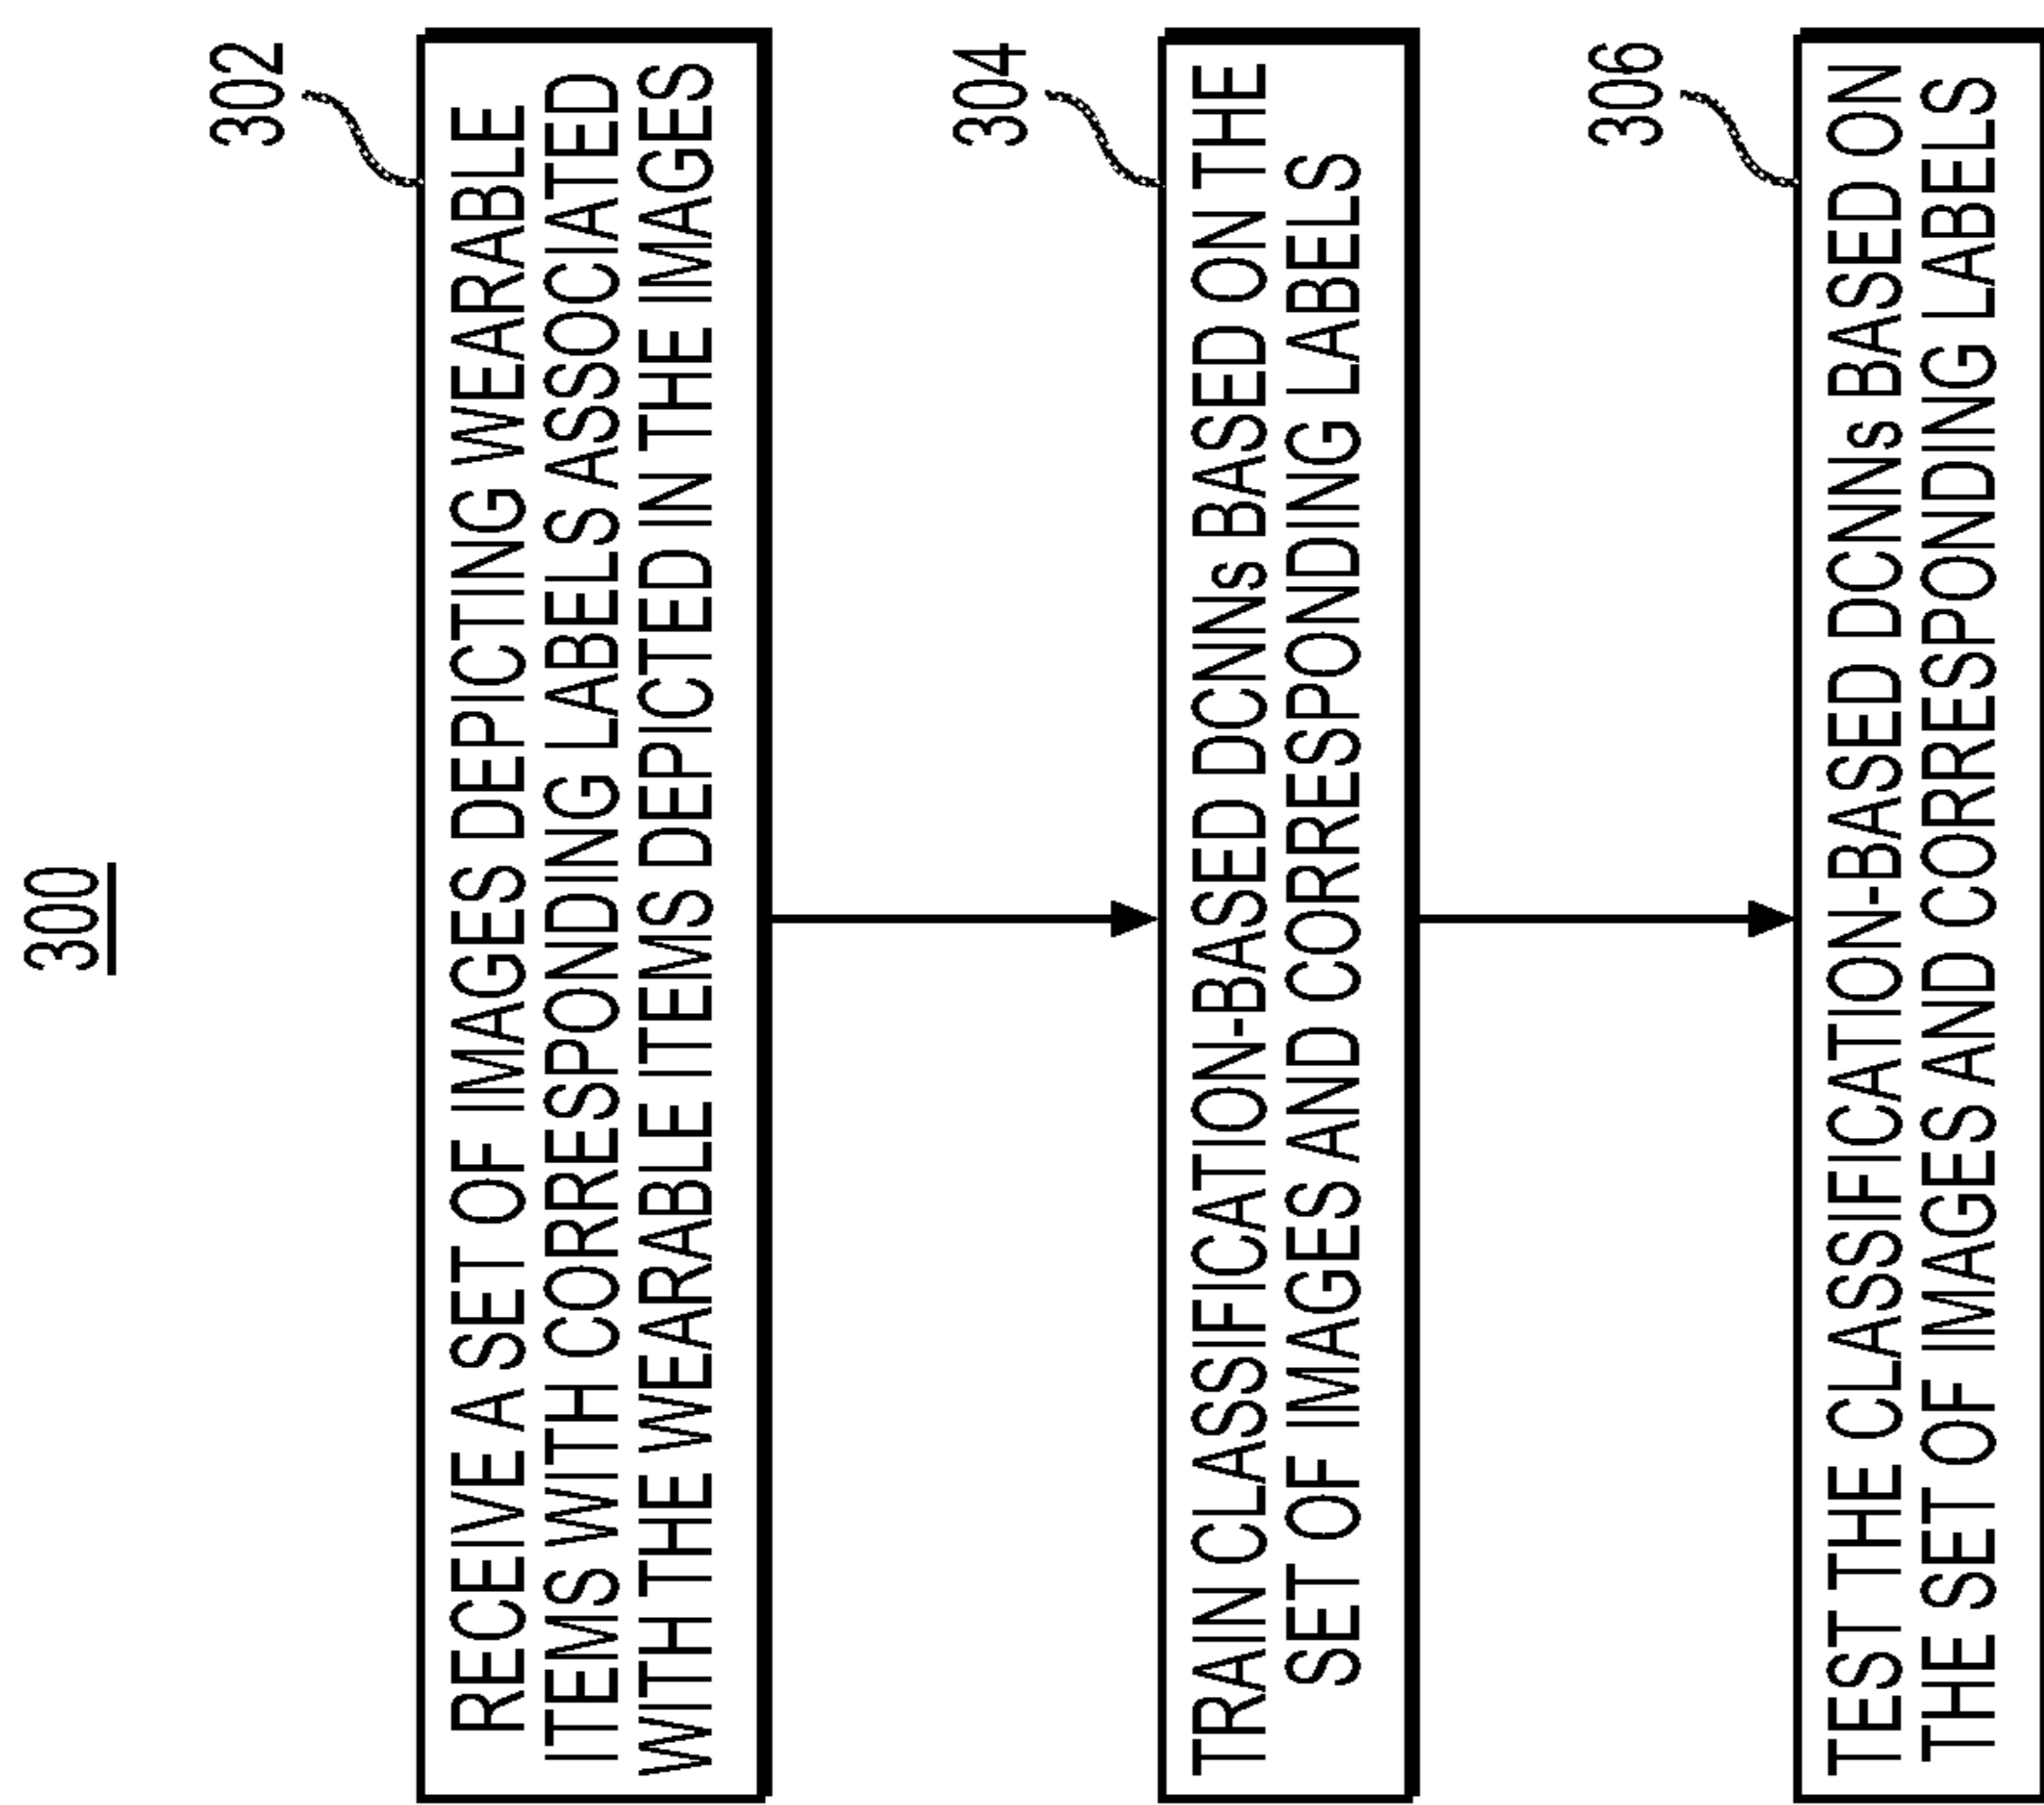 300
302
RECEIVE A SET OF IMAGES DEPICTING WEARABLE
ITEMS WITH CORRESPONDING LABELS ASSOCIATED
WITH THE WEARABLE ITEMS DEPICTED IN THE IMAGES
304
TRAIN CLASSIFICATION-BASED DCNNs BASED ON THE
SET OF IMAGES AND CORRESPONDING LABELS
306
TEST THE CLASSIFICATION-BASED DCNNs BASED ON
THE SET OF IMAGES AND CORRESPONDING LABELS